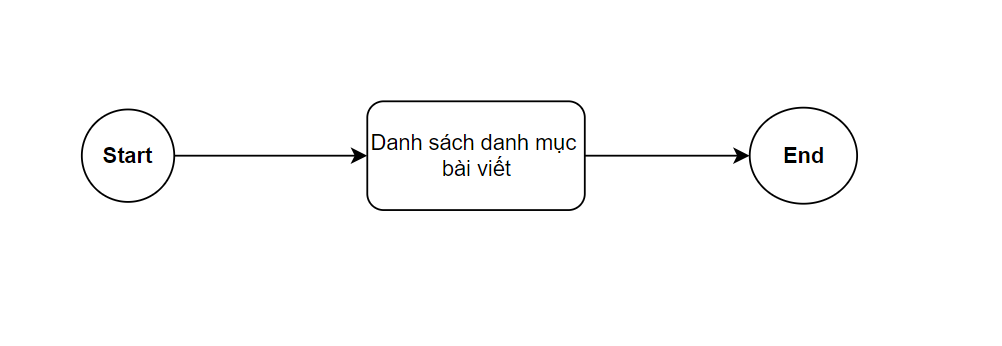 Start
Danh sách danh mục
bài viết
End